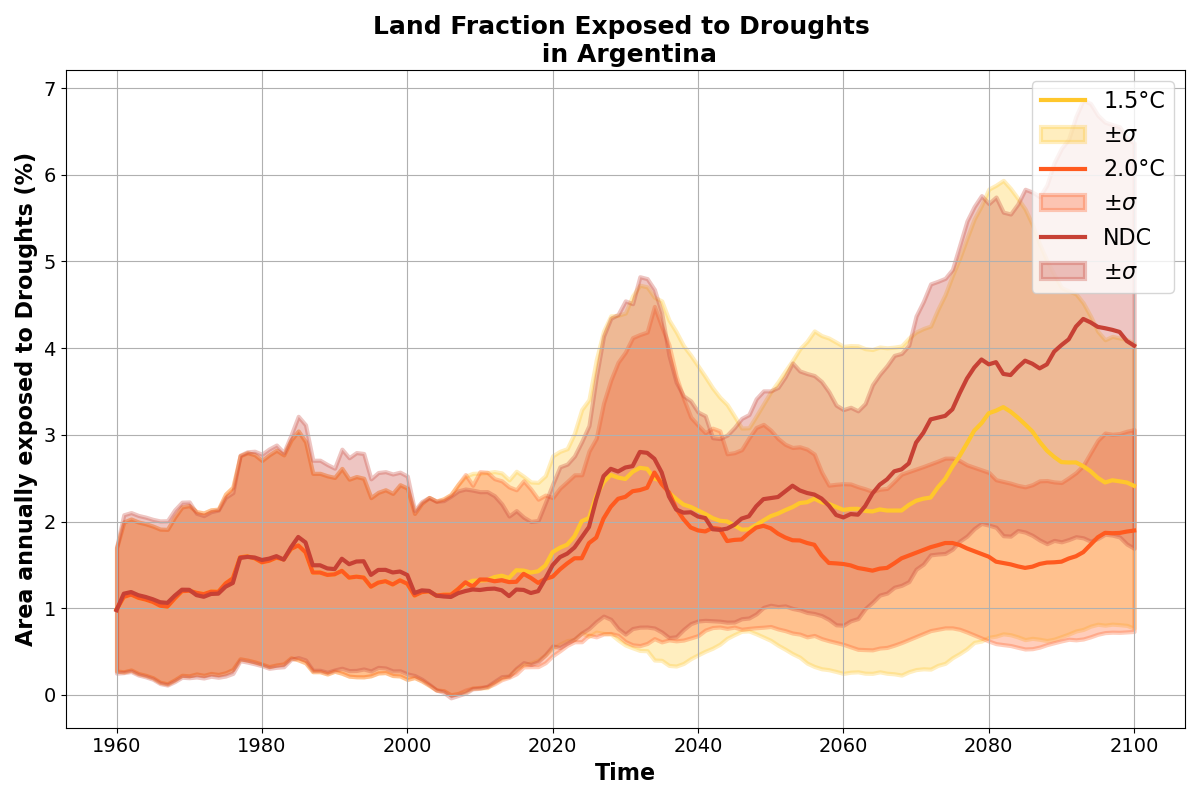 Land Fraction Exposed to Droughts
in Argentina
Area annually exposed to Droughts (%)
7
6
5
4
3
2
1
0
1.5°C
±σ
2.0°C
±σ
NDC
±σ
1960
1980
2000
2020
2040
2060
2080
2100
Time